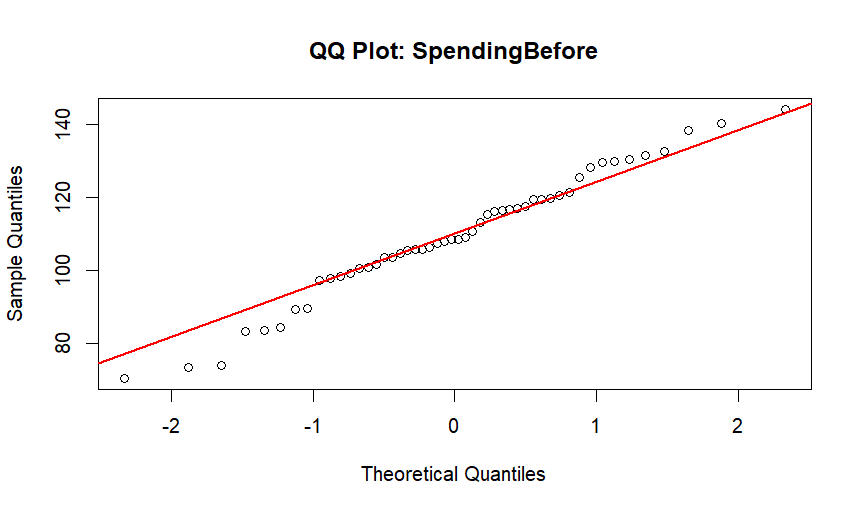 QQ Plot: SpendingBefore
Sample Quantiles
140
120
100
80
-2 -1 0 1 2
Theoretical Quantiles